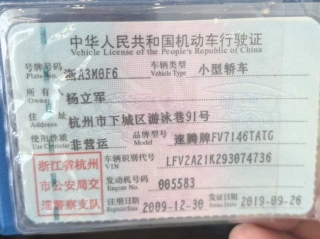 中华人民共和国机动车行驶证
Vehicle License of the People's Republic of China
号牌号码 浙A3M8F6 车辆类型 小型轿车
Plate No. Vehicle Type
所有人 杨立军
Owner
住址 杭州市下城区游泳巷91号
Address
使用性质 非营运 品牌型号 速腾牌FV7146TATG
Use Character Model
浙江省杭州市公安局交通警察支队
车辆识别代号 LFV2A21K293074736
VIN
发动机号码 005583
Engine No.
注册日期 2009-12-30 发证日期 2019-09-26
Register Date Issue Date